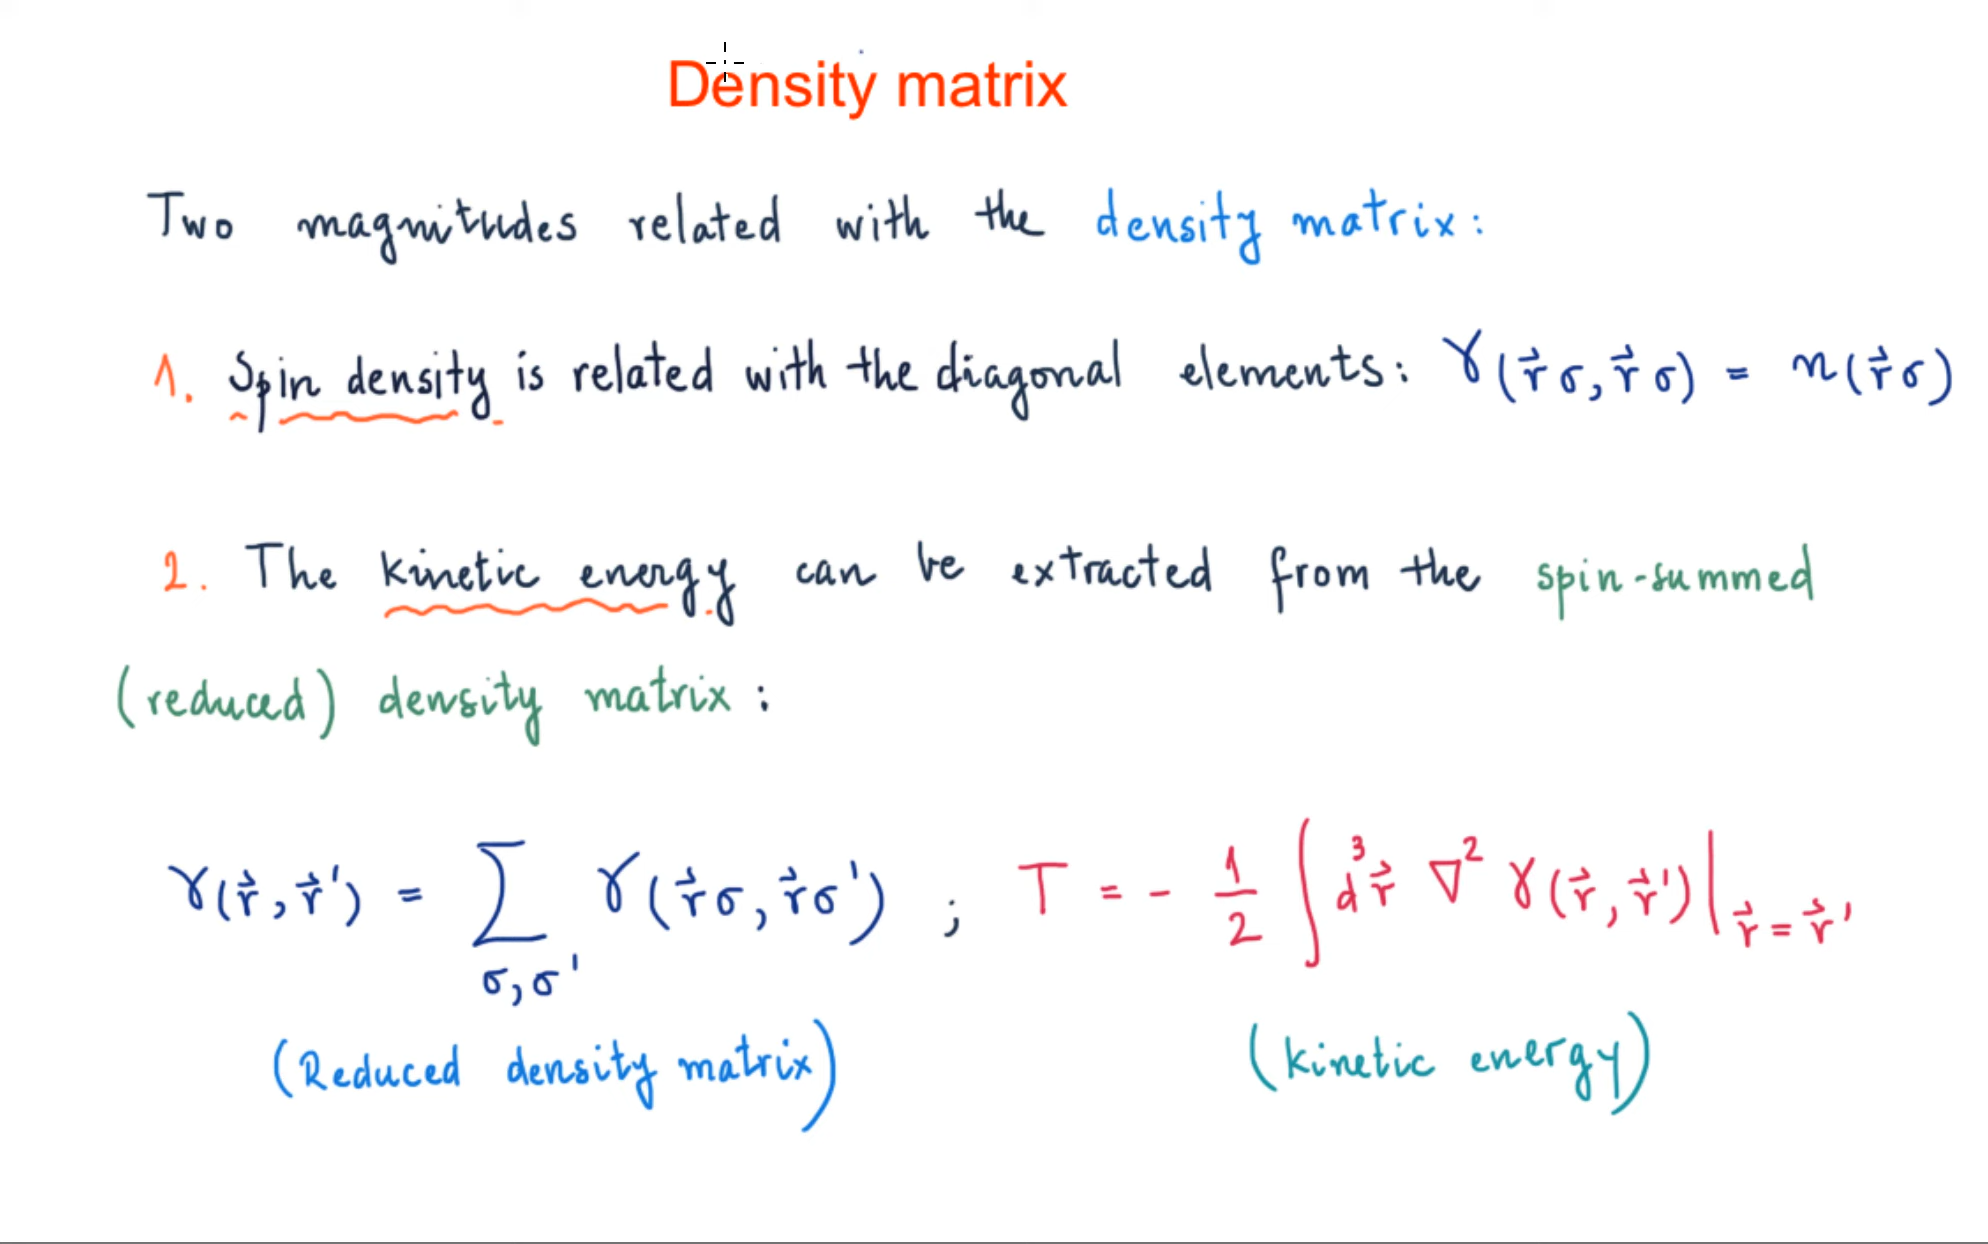 Density matrix
Two magnitudes related with the density matrix:
1. Spin density is related with the diagonal elements: γ(r⃗σ, r⃗σ) = n(r⃗σ)
2. The kinetic energy can be extracted from the spin-summed
(reduced) density matrix:
γ(r⃗, r⃗') = ∑_{σ,σ'} γ(r⃗σ, r⃗σ') ; T = - 1/2 ∫ d³r⃗ ∇² γ(r⃗, r⃗')|_{r⃗ = r⃗'}
(Reduced density matrix) (kinetic energy)